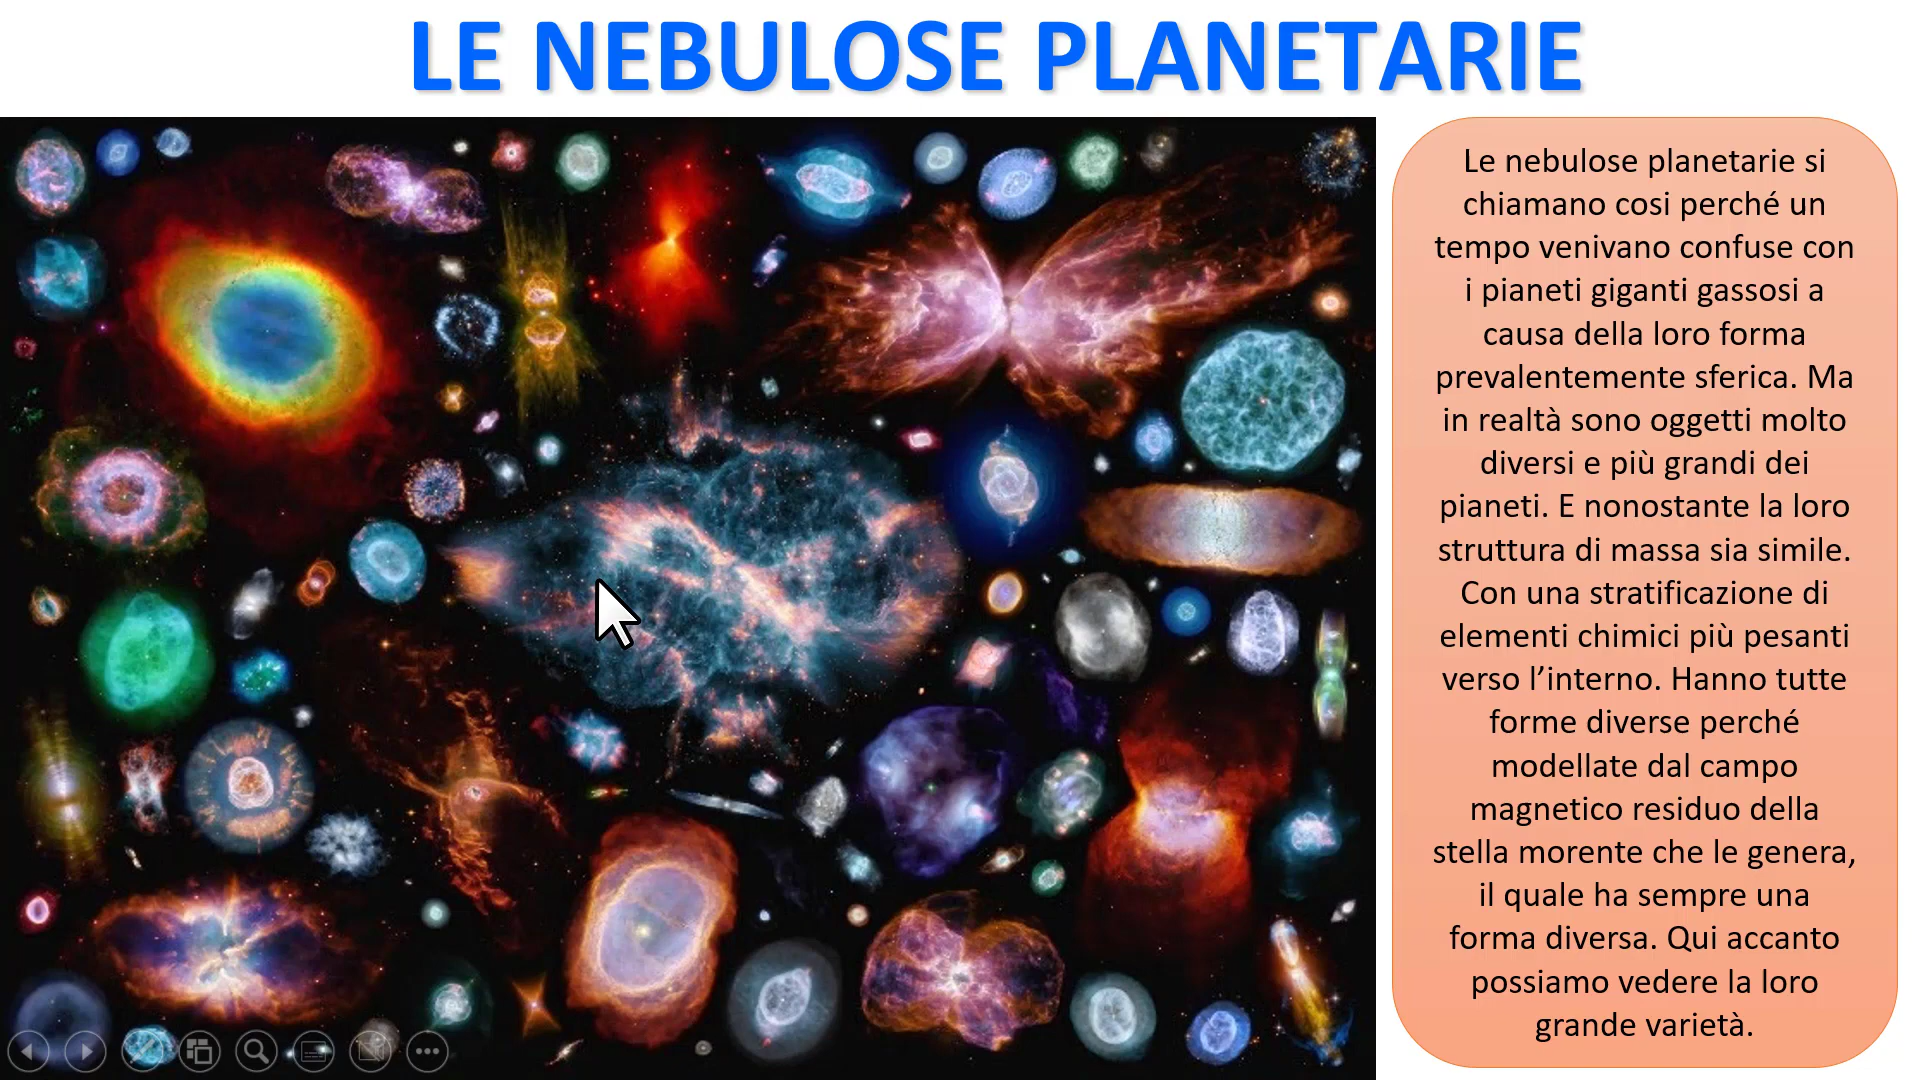 LE NEBULOSE PLANETARIE
Le nebulose planetarie si
chiamano cosi perché un
tempo venivano confuse con
i pianeti giganti gassosi a
causa della loro forma
prevalentemente sferica. Ma
in realtà sono oggetti molto
diversi e più grandi dei
pianeti. E nonostante la loro
struttura di massa sia simile.
Con una stratificazione di
elementi chimici più pesanti
verso l’interno. Hanno tutte
forme diverse perché
modellate dal campo
magnetico residuo della
stella morente che le genera,
il quale ha sempre una
forma diversa. Qui accanto
possiamo vedere la loro
grande varietà.